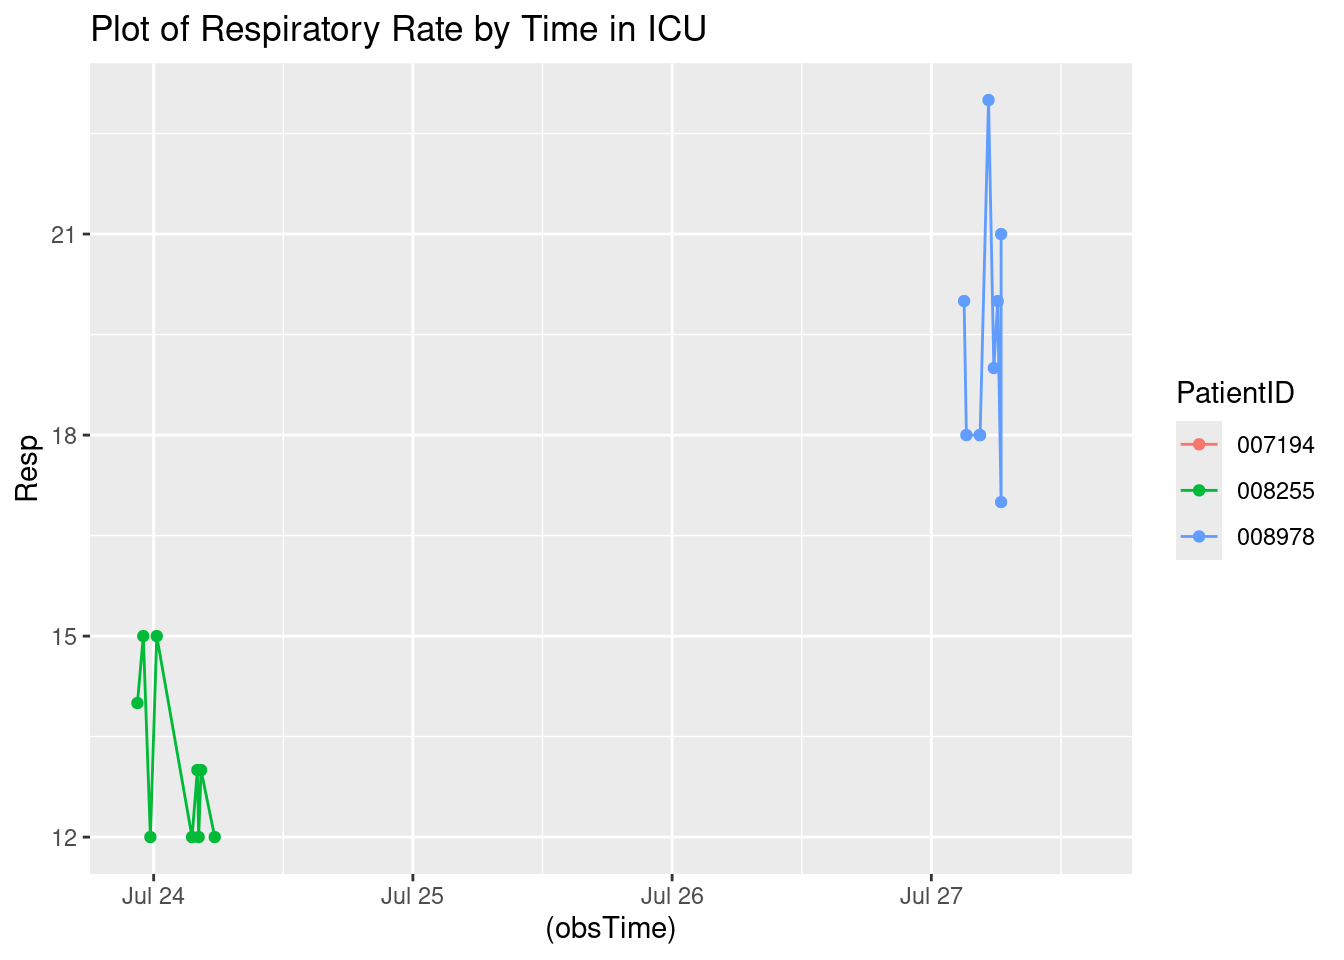 Plot of Respiratory Rate by Time in ICU
21
18
15
12
Resp
Jul 24
Jul 25
Jul 26
Jul 27
(obsTime)
PatientID
007194
008255
008978